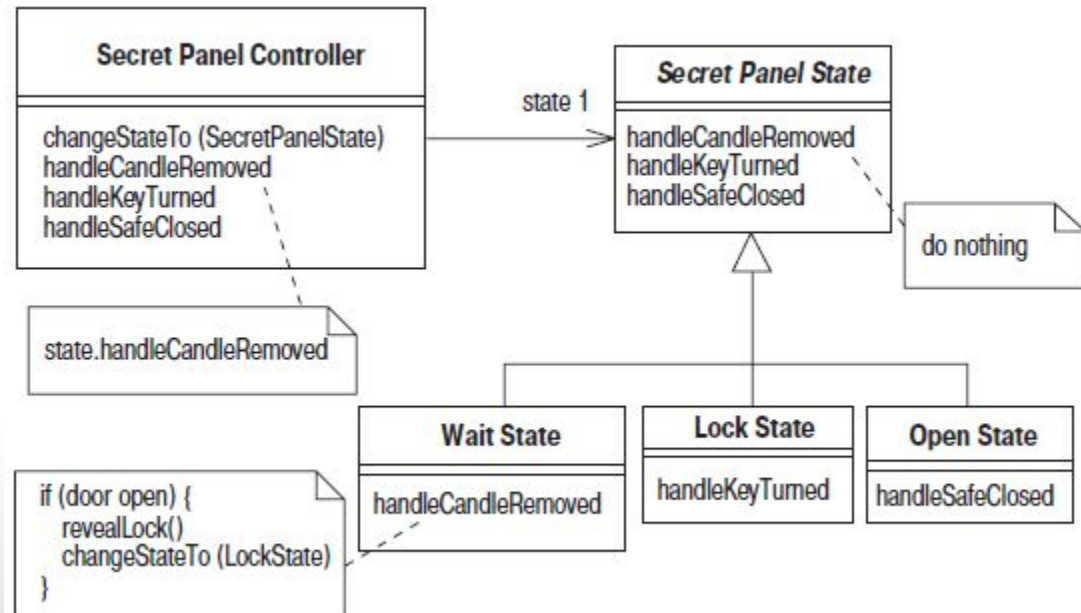 Secret Panel Controller
changeStateTo (SecretPanelState)
handleCandleRemoved
handleKeyTurned
handleSafeClosed
state 1
Secret Panel State
handleCandleRemoved
handleKeyTurned
handleSafeClosed
do nothing
state.handleCandleRemoved
Wait State
handleCandleRemoved
Lock State
handleKeyTurned
Open State
handleSafeClosed
if (door open) {
revealLock()
changeStateTo (LockState)
}